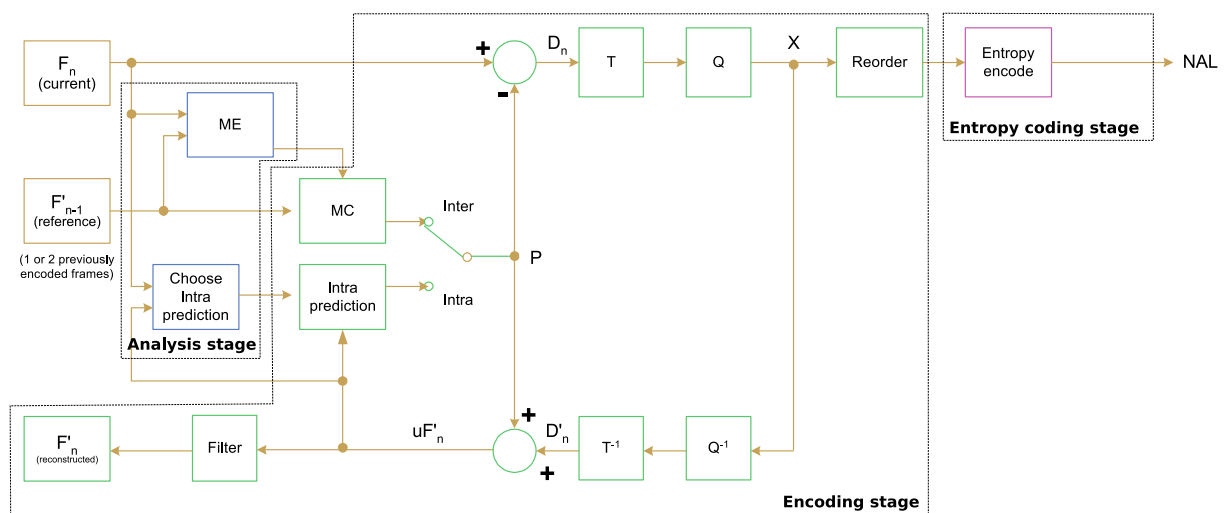 Fn
(current)
+
-
Dn
T
Q
X
Reorder
Entropy
encode
NAL
Entropy coding stage
ME
F'n-1
(reference)
(1 or 2 previously
encoded frames)
MC
Inter
P
Choose
Intra
prediction
Intra
prediction
Intra
Analysis stage
F'n
(reconstructed)
Filter
uF'n
+
+
D'n
T-1
Q-1
Encoding stage